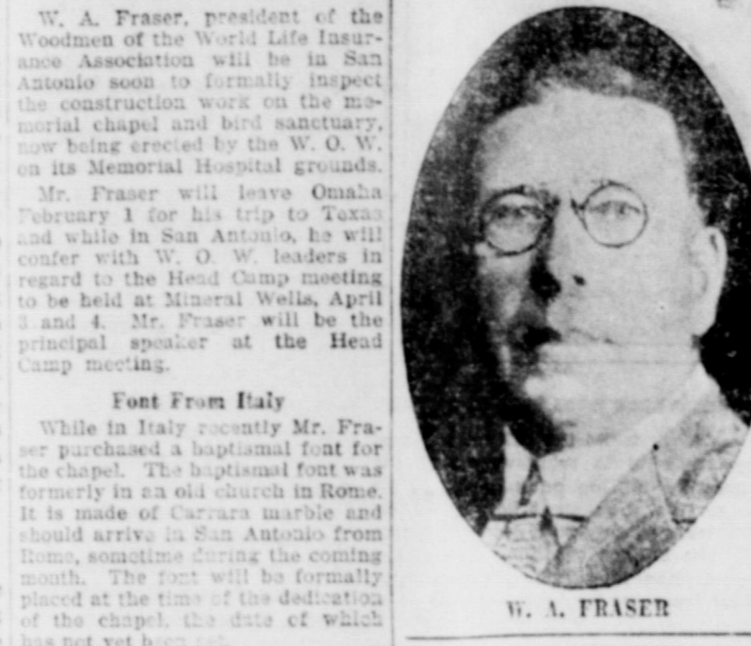 W. A. Fraser, president of the
Woodmen of the World Life Insur-
ance Association will be in San
Antonio soon to formally inspect
the construction work on the me-
morial chapel and bird sanctuary,
now being erected by the W. O. W.
on its Memorial Hospital grounds.
Mr. Fraser will leave Omaha
February 1 for his trip to Texas
and while in San Antonio, he will
confer with W. O. W. leaders in
regard to the Head Camp meeting
to be held at Mineral Wells, April
3 and 4. Mr. Fraser will be the
principal speaker at the Head
Camp meeting.
Font From Italy
While in Italy recently Mr. Fra-
ser purchased a baptismal font for
the chapel. The baptismal font was
formerly in an old church in Rome.
It is made of Carrara marble and
should arrive in San Antonio from
Rome, sometime during the coming
month. The font will be formally
placed at the time of the dedication
of the chapel, the date of which
has not yet been set.
W. A. FRASER